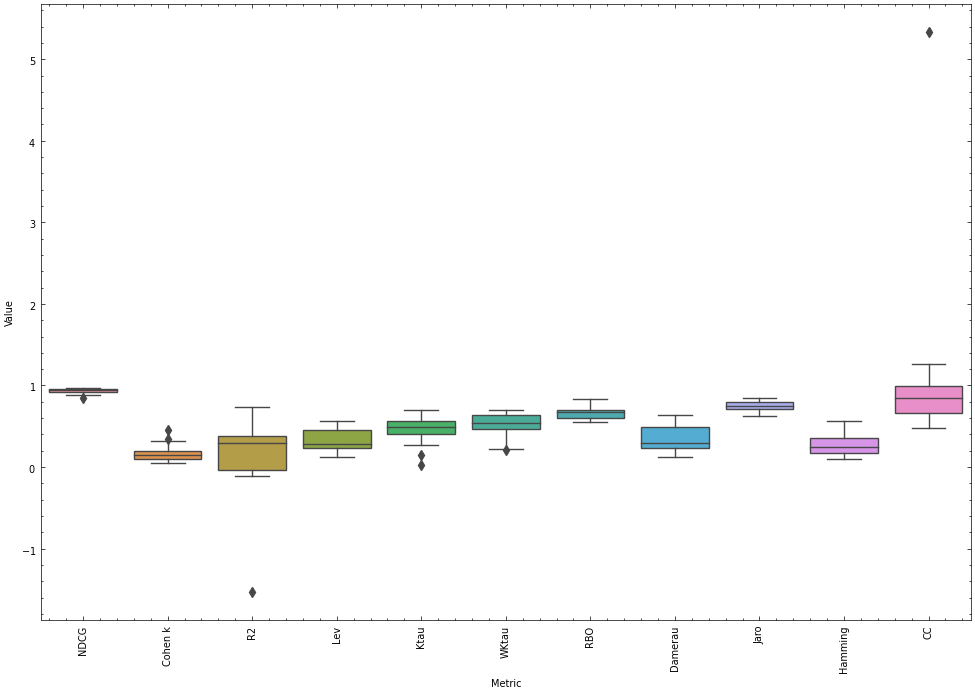 5
4
3
2
1
0
−1
Value
NDCG
Cohen k
R2
Lev
Ktau
WKtau
RBO
Damerau
Jaro
Hamming
CC
Metric